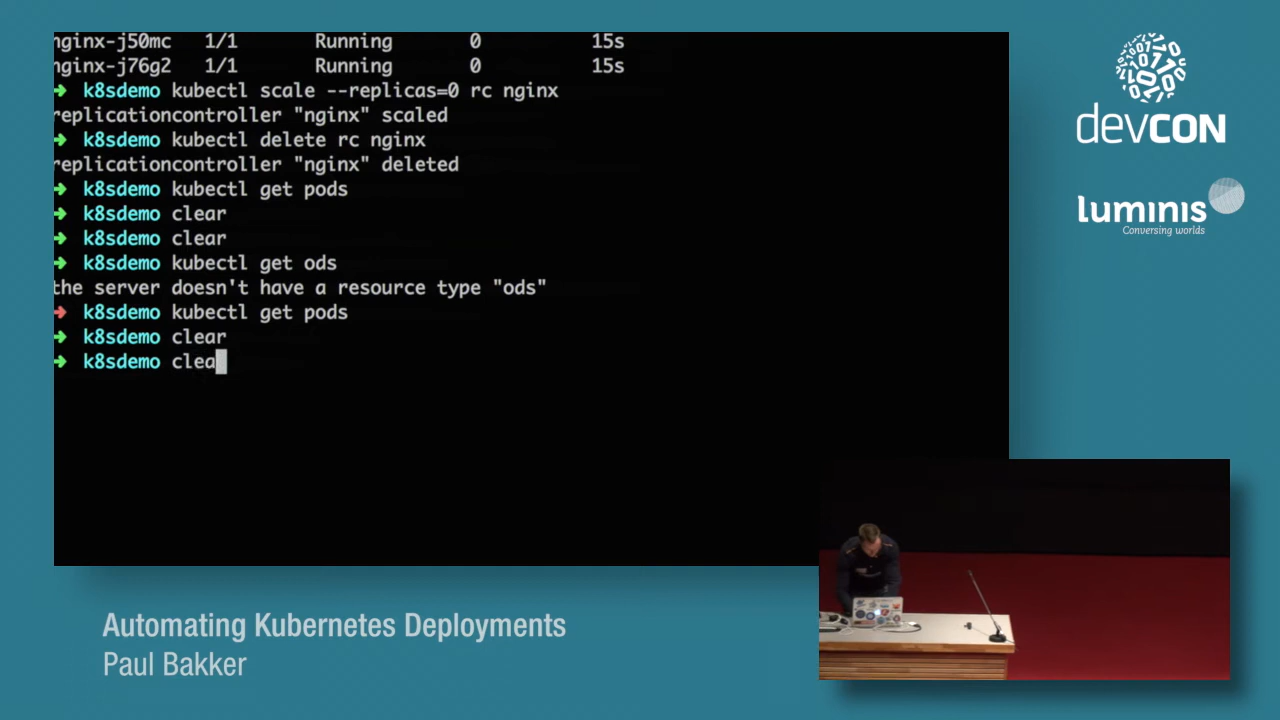 nginx-j50mc 1/1 Running 0 15s
nginx-j76g2 1/1 Running 0 15s
➜ k8sdemo kubectl scale --replicas=0 rc nginx
replicationcontroller "nginx" scaled
➜ k8sdemo kubectl delete rc nginx
replicationcontroller "nginx" deleted
➜ k8sdemo kubectl get pods
➜ k8sdemo clear
➜ k8sdemo clear
➜ k8sdemo kubectl get ods
the server doesn't have a resource type "ods"
➜ k8sdemo kubectl get pods
➜ k8sdemo clear
➜ k8sdemo clea
devCON
luminis
Conversing worlds
Automating Kubernetes Deployments
Paul Bakker